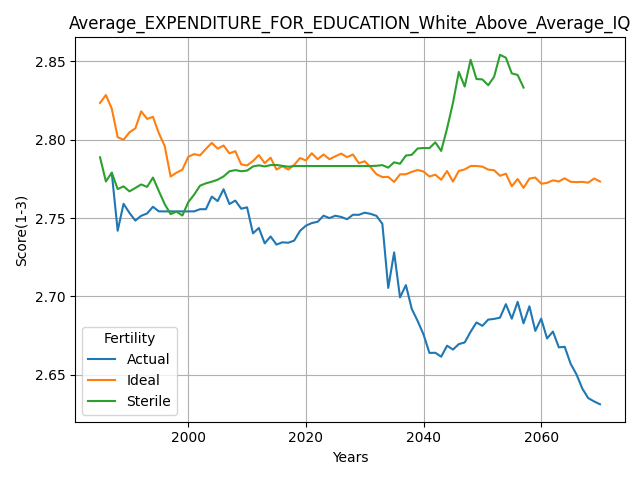 Average_EXPENDITURE_FOR_EDUCATION_White_Above_Average_IQ
Score(1-3)
2.85
2.80
2.75
2.70
2.65
Fertility
Actual
Ideal
Sterile
2000
2020
2040
2060
Years